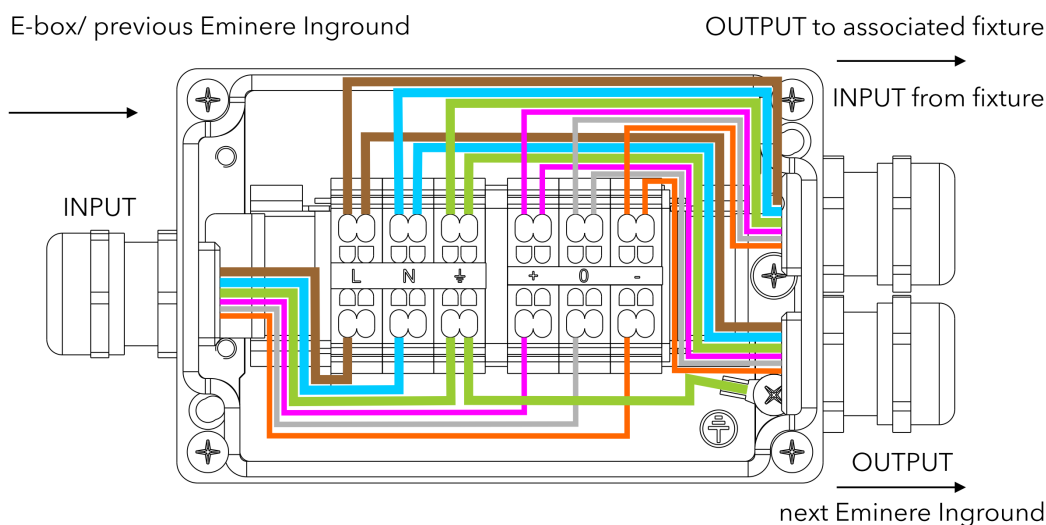 E-box/ previous Eminere Inground
OUTPUT to associated fixture
INPUT from fixture
INPUT
L N ⏚ + 0 -
OUTPUT
next Eminere Inground